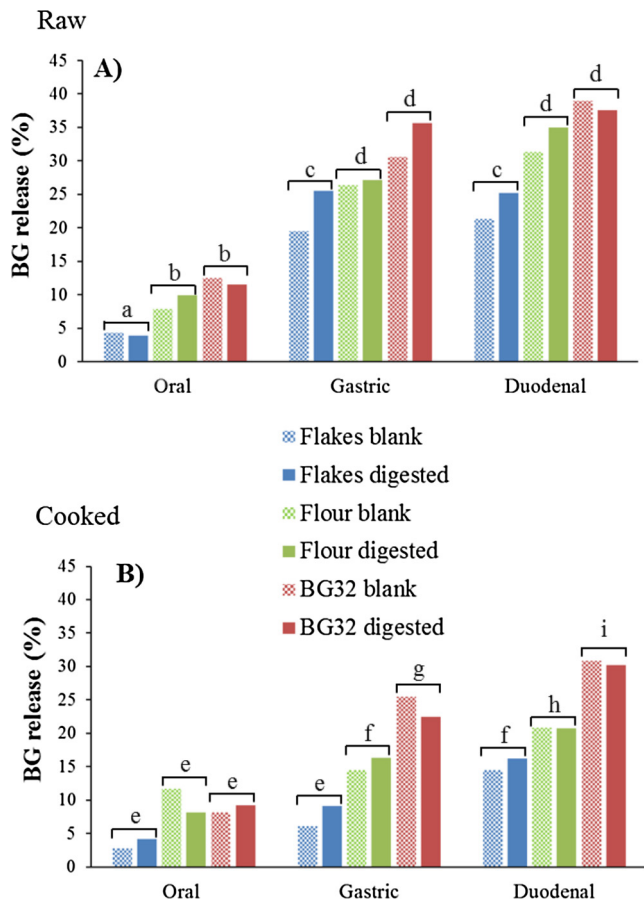 Raw
A)
BG release (%)
45
40
35
30
25
20
15
10
5
0
a
b
b
c
d
d
c
d
d
Oral
Gastric
Duodenal
Flakes blank
Flakes digested
Flour blank
Flour digested
BG32 blank
BG32 digested
Cooked
B)
BG release (%)
45
40
35
30
25
20
15
10
5
0
e
e
e
e
f
g
f
h
i
Oral
Gastric
Duodenal